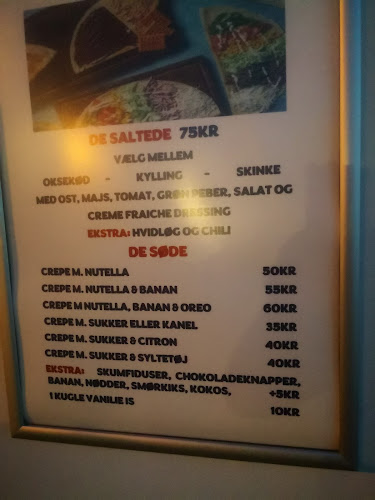 DE SALTEDE 75KR
VÆLG MELLEM
OKSEKØD - KYLLING - SKINKE
MED OST, MAJS, TOMAT, GRØN PEBER, SALAT OG
CREME FRAICHE DRESSING
EKSTRA: HVIDLØG OG CHILI
DE SØDE
CREPE M. NUTELLA 50KR
CREPE M. NUTELLA & BANAN 55KR
CREPE M NUTELLA, BANAN & OREO 60KR
CREPE M. SUKKER ELLER KANEL 35KR
CREPE M. SUKKER & CITRON 40KR
CREPE M. SUKKER & SYLTETØJ 40KR
EKSTRA: SKUMFIDUSER, CHOKOLADEKNAPPER,
BANAN, NØDDER, SMØRKIKS, KOKOS, +5KR
1 KUGLE VANILIE IS 10KR